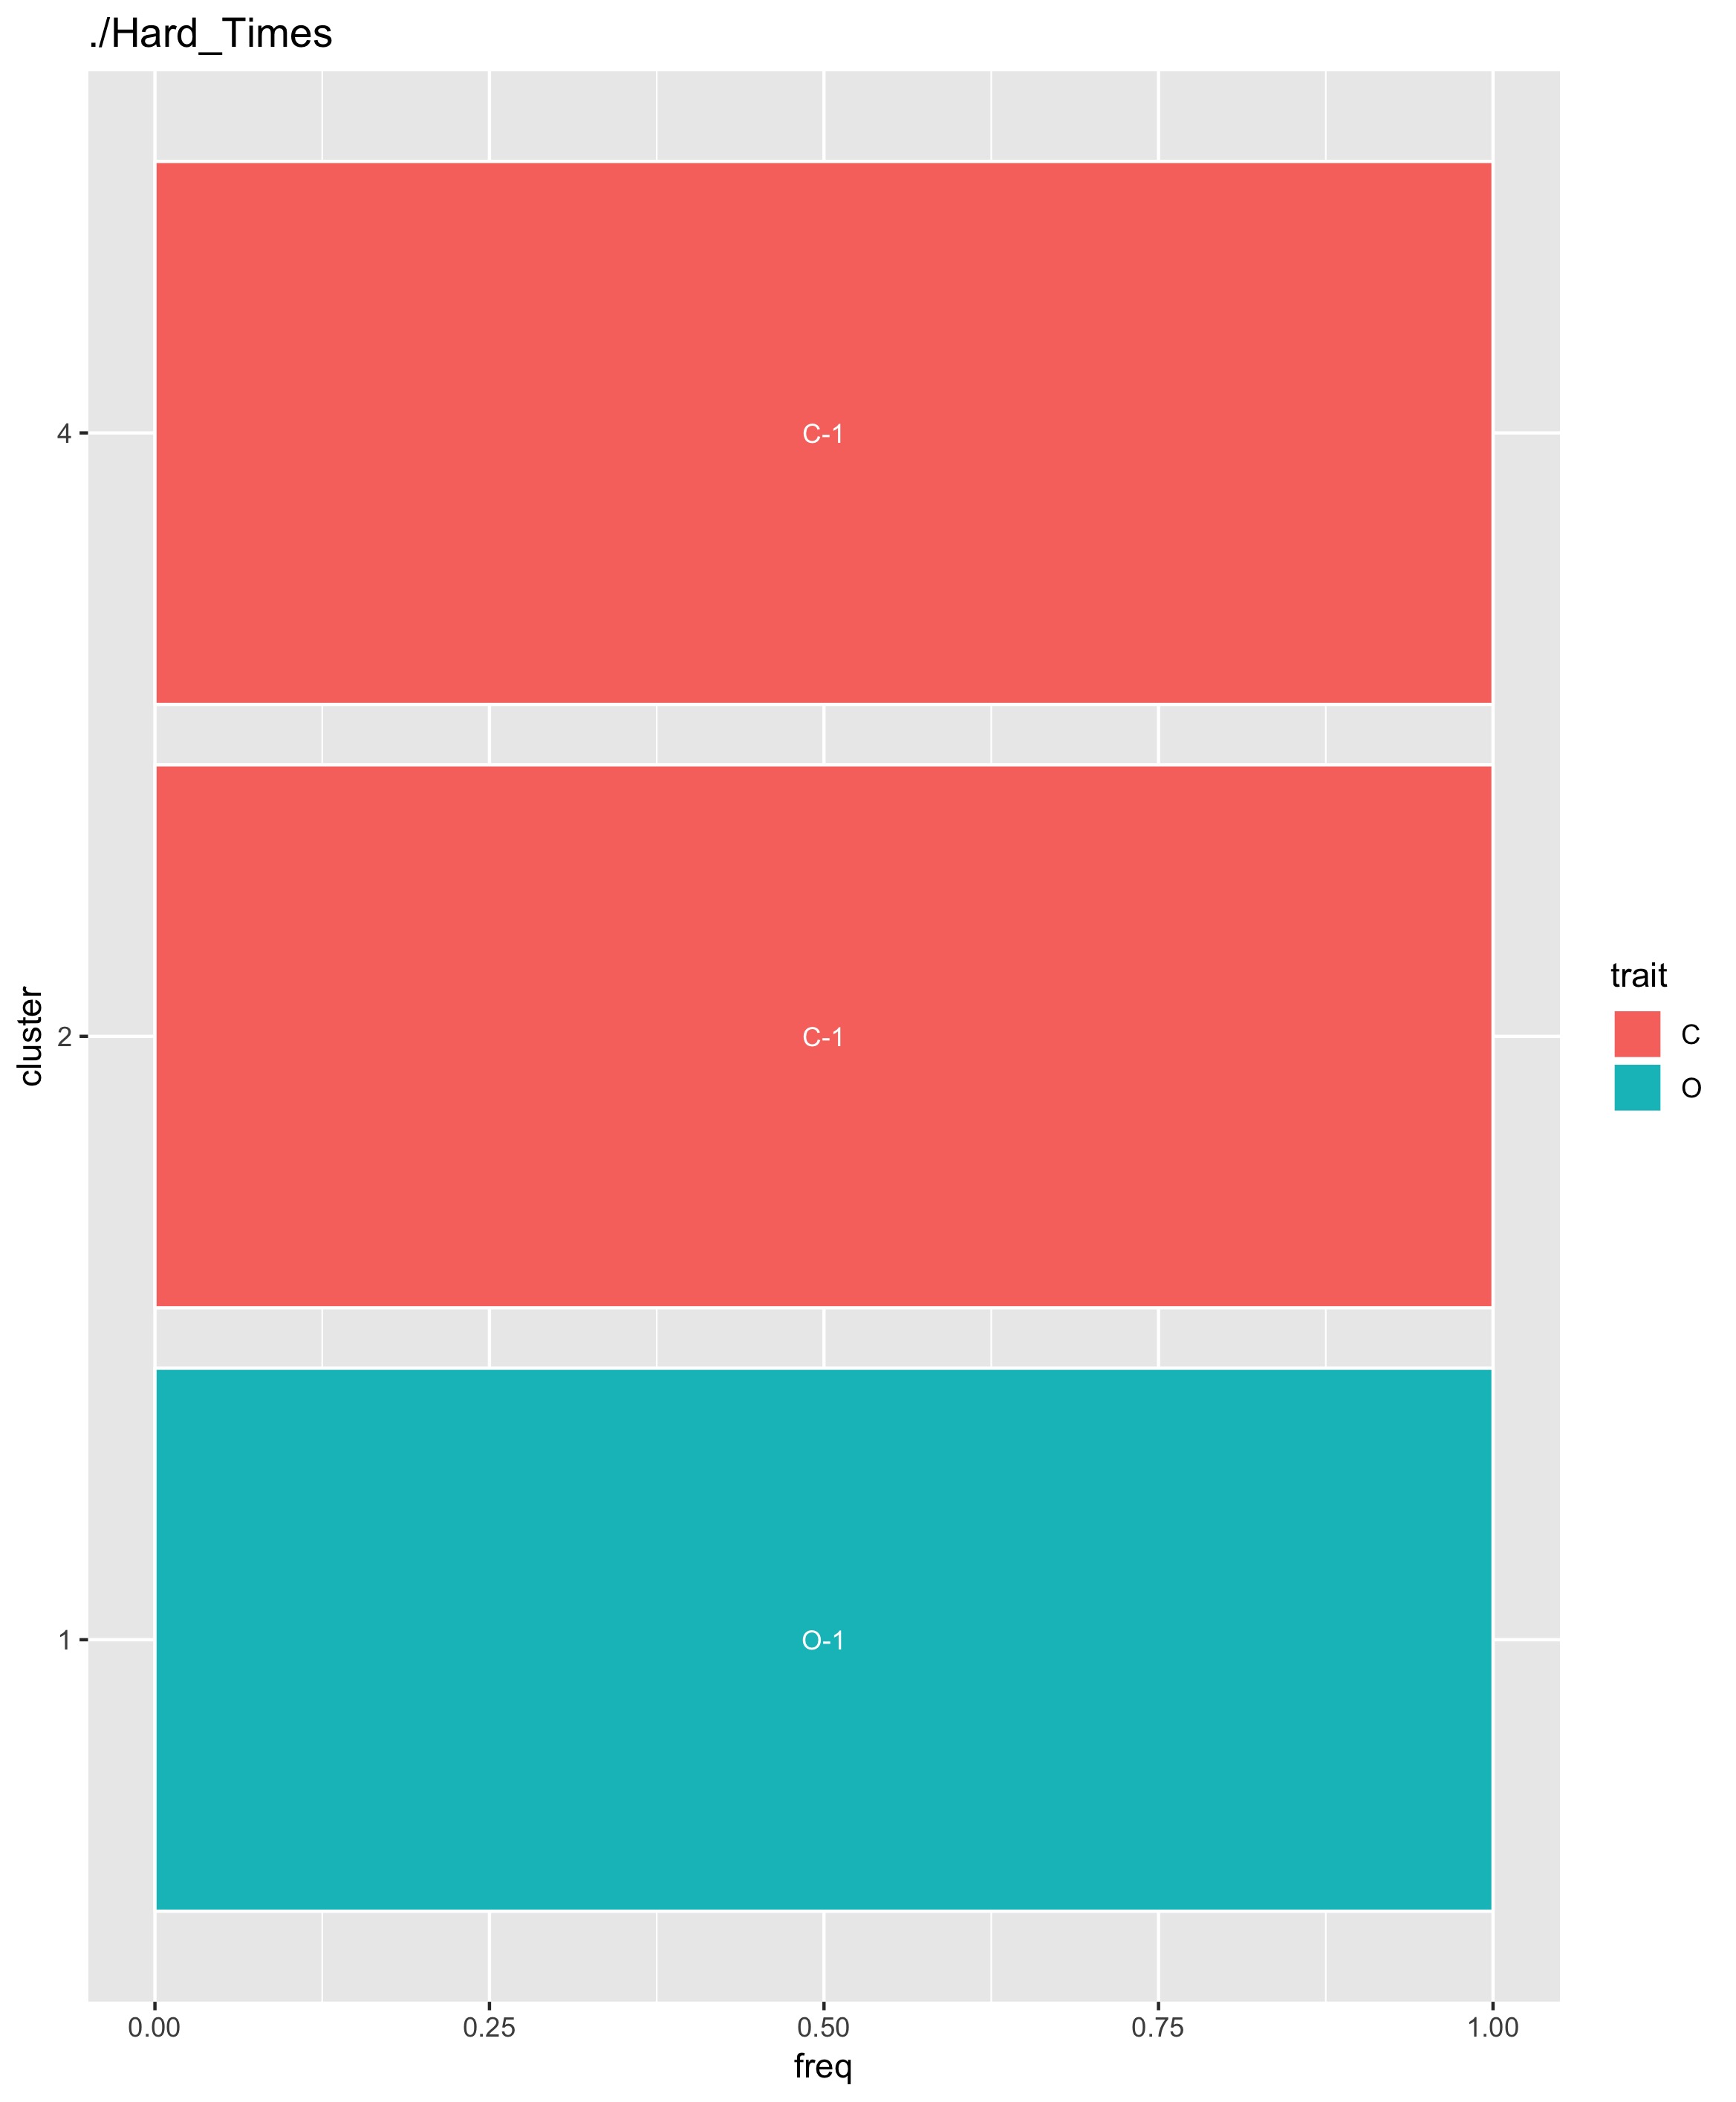 ./Hard_Times
4
C-1
2
C-1
1
O-1
cluster
0.00
0.25
0.50
0.75
1.00
freq
trait
C
O